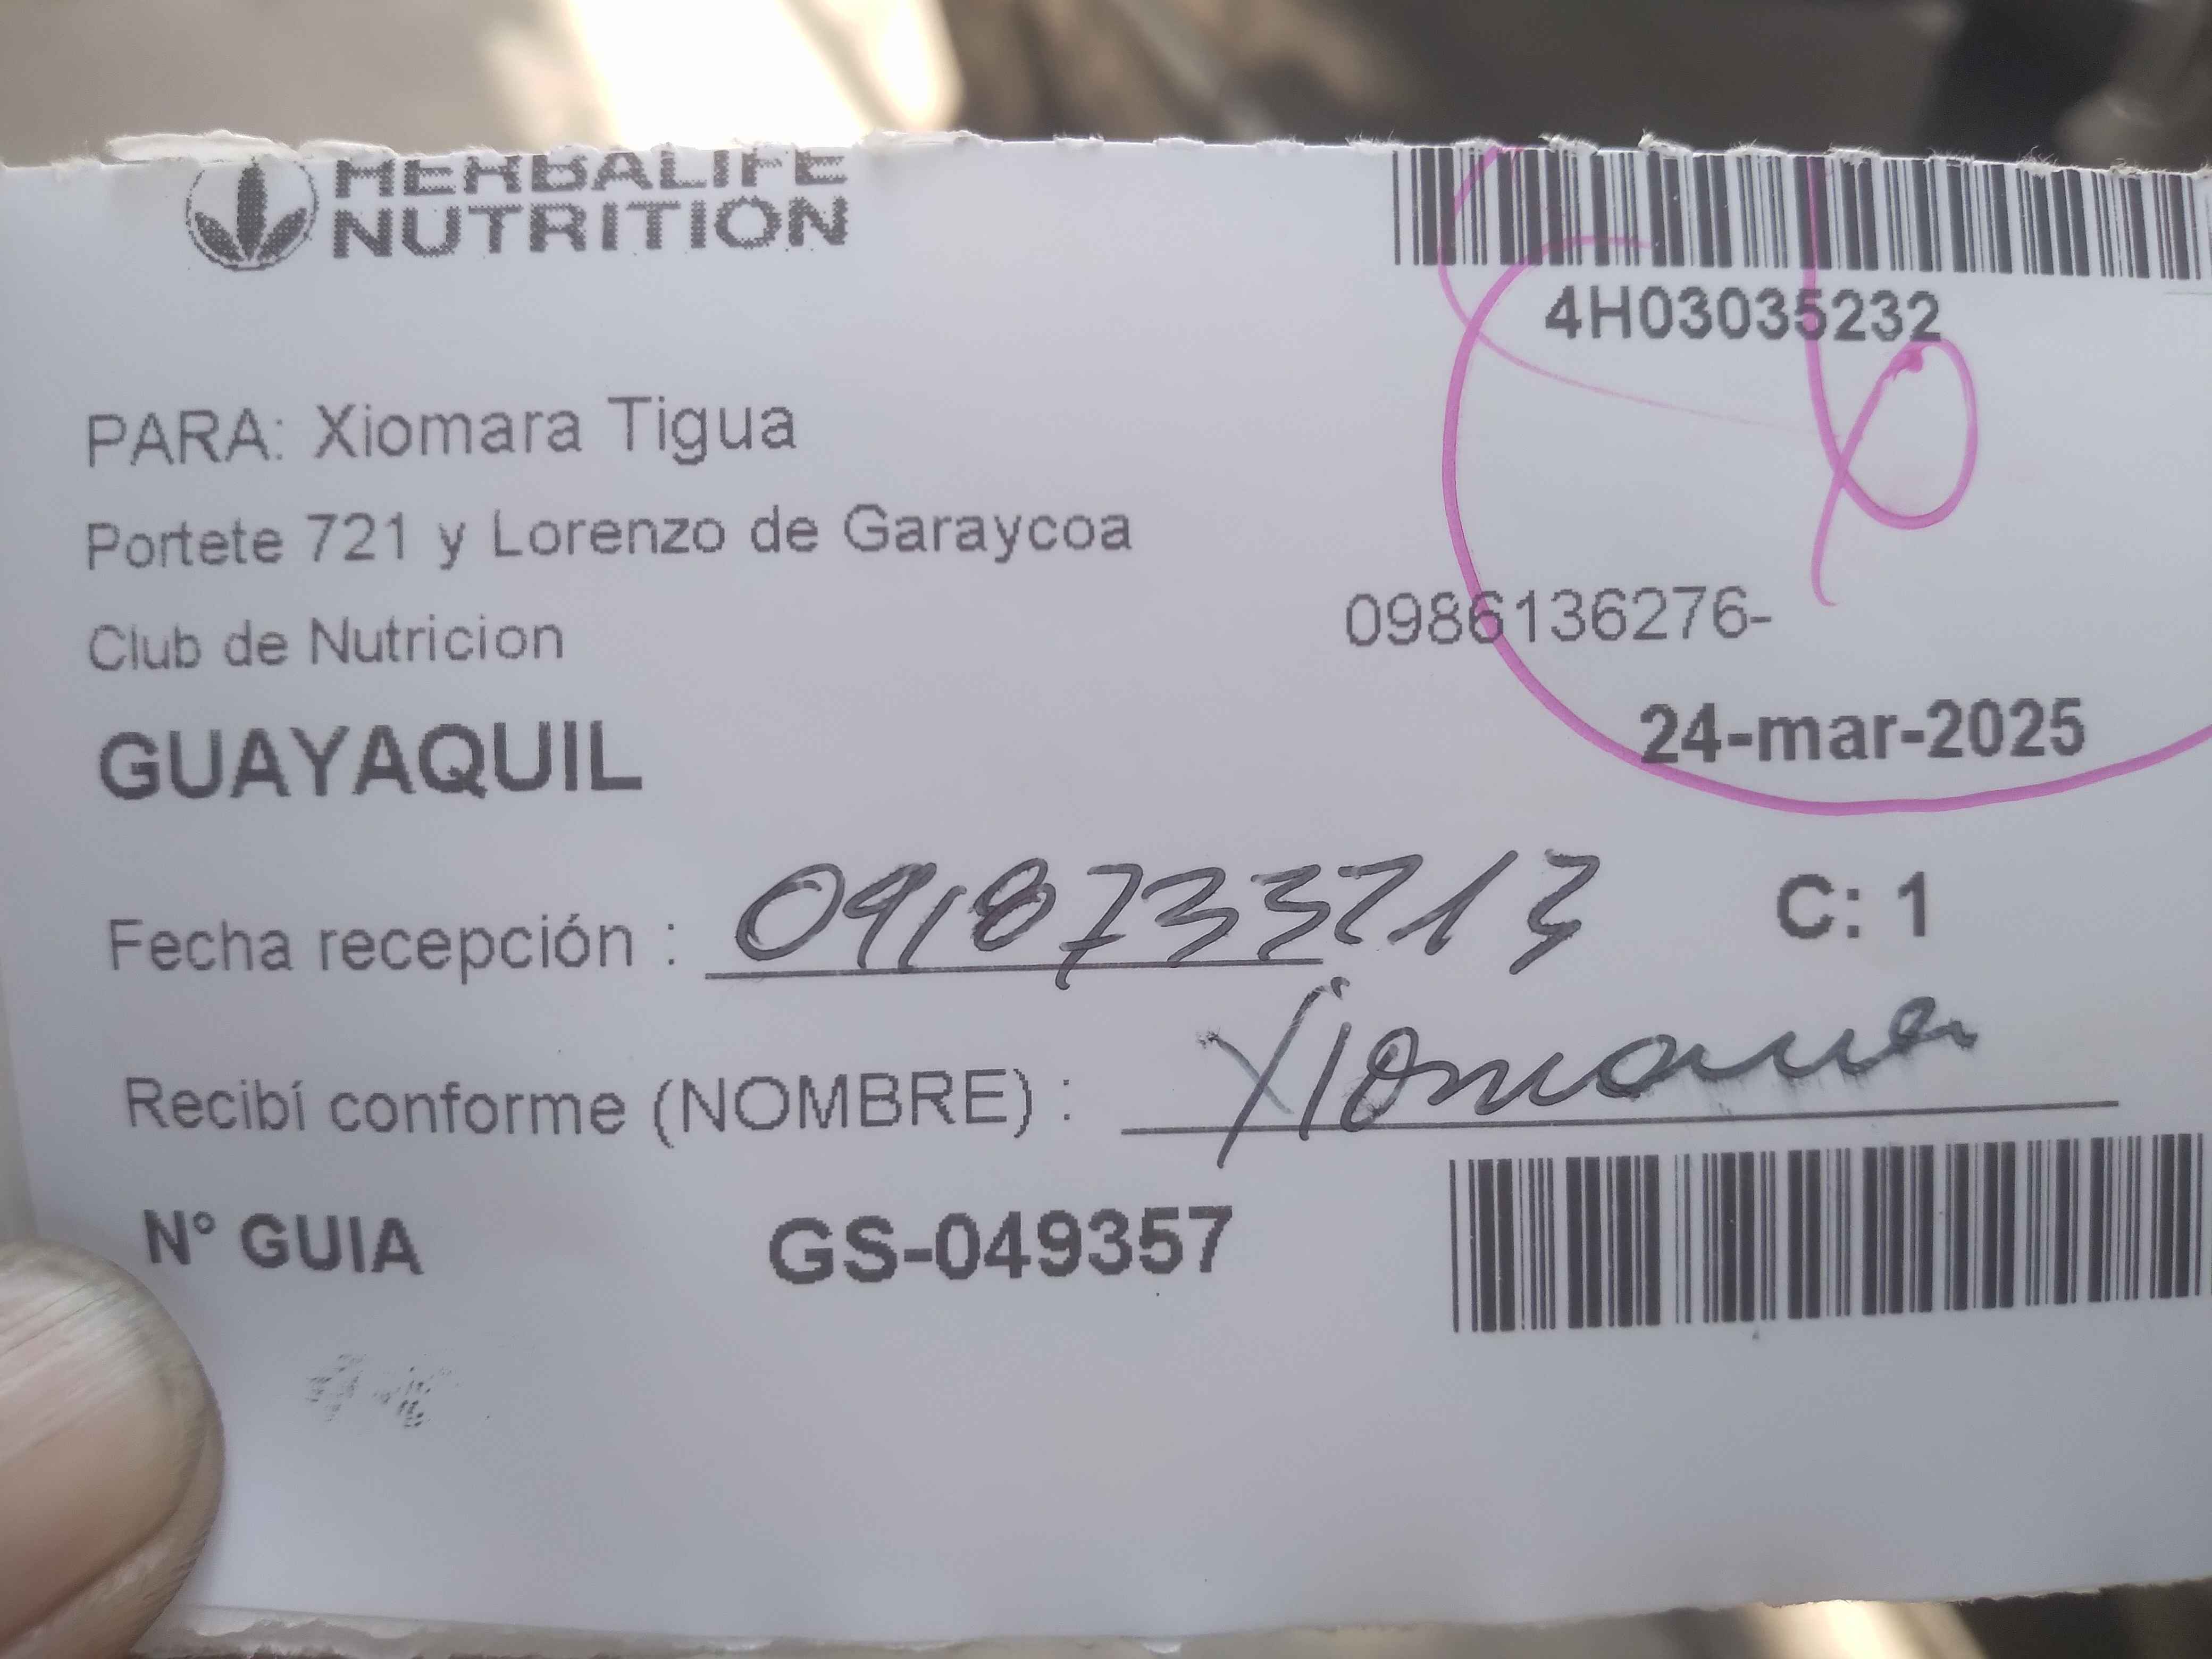 HERBALIFE
NUTRITION
4H03035232
PARA: Xiomara Tigua
Portete 721 y Lorenzo de Garaycoa
Club de Nutricion
0986136276-
GUAYAQUIL
24-mar-2025
Fecha recepción : 0918733213
C: 1
Recibí conforme (NOMBRE) : Xiomara
N° GUIA GS-049357